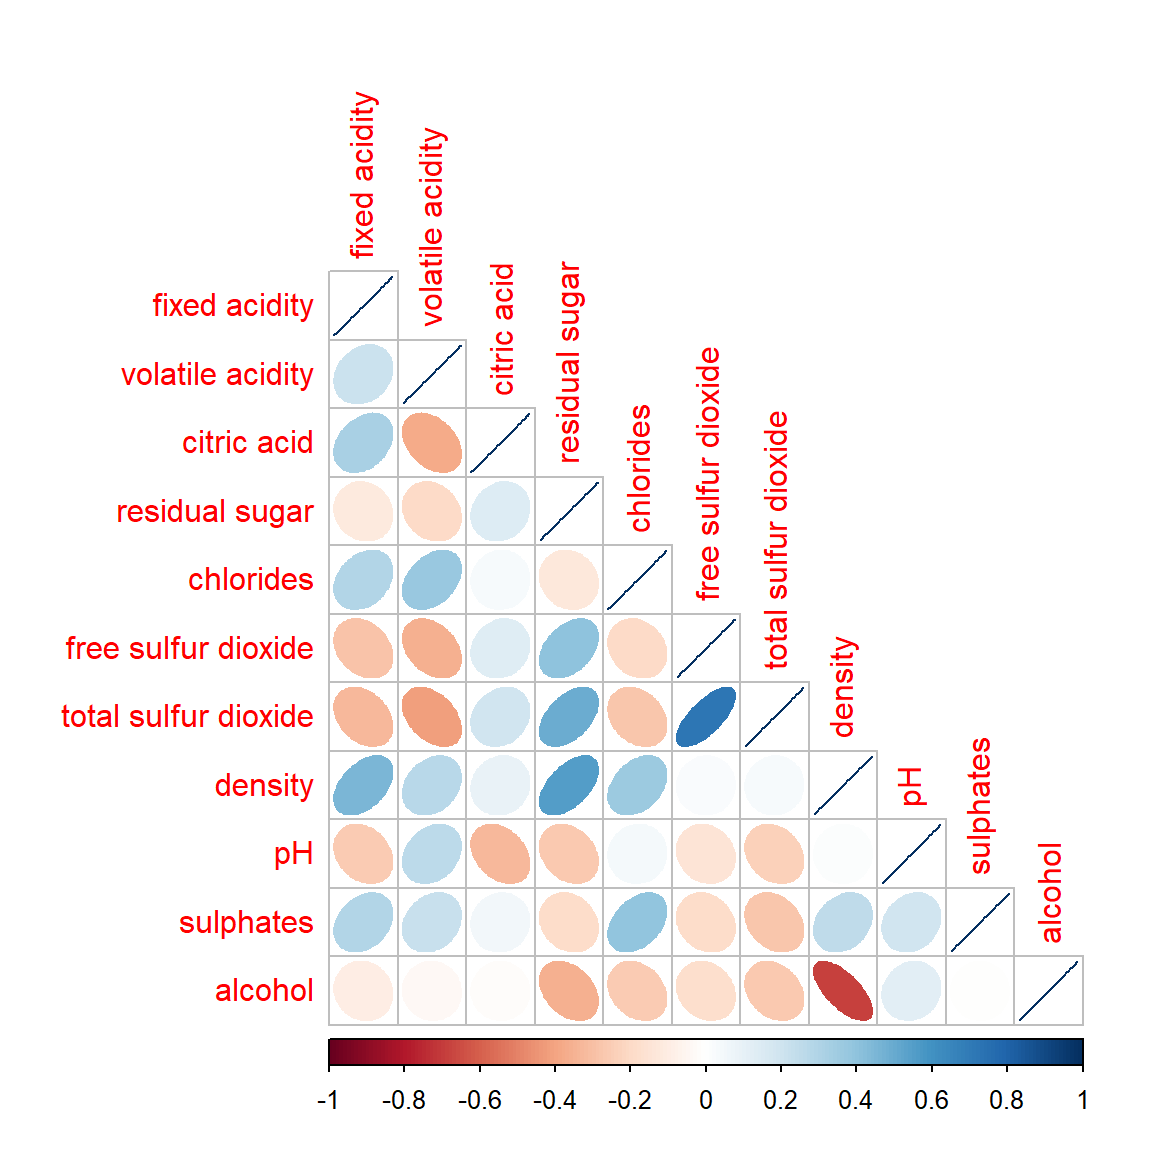 fixed acidity
volatile acidity
citric acid
residual sugar
chlorides
free sulfur dioxide
total sulfur dioxide
density
pH
sulphates
alcohol
fixed acidity
volatile acidity
citric acid
residual sugar
chlorides
free sulfur dioxide
total sulfur dioxide
density
pH
sulphates
alcohol
-1 -0.8 -0.6 -0.4 -0.2 0 0.2 0.4 0.6 0.8 1